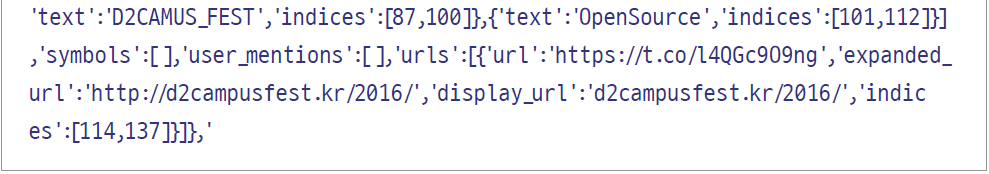 'text':'D2CAMUS_FEST','indices':[87,100]},{'text':'OpenSource','indices':[101,112]}]
,'symbols':[ ],'user_mentions':[ ],'urls':[{'url':'https://t.co/l4QGc9O9ng','expanded_
url':'http://d2campusfest.kr/2016/','display_url':'d2campusfest.kr/2016/','indic
es':[114,137]}]},'